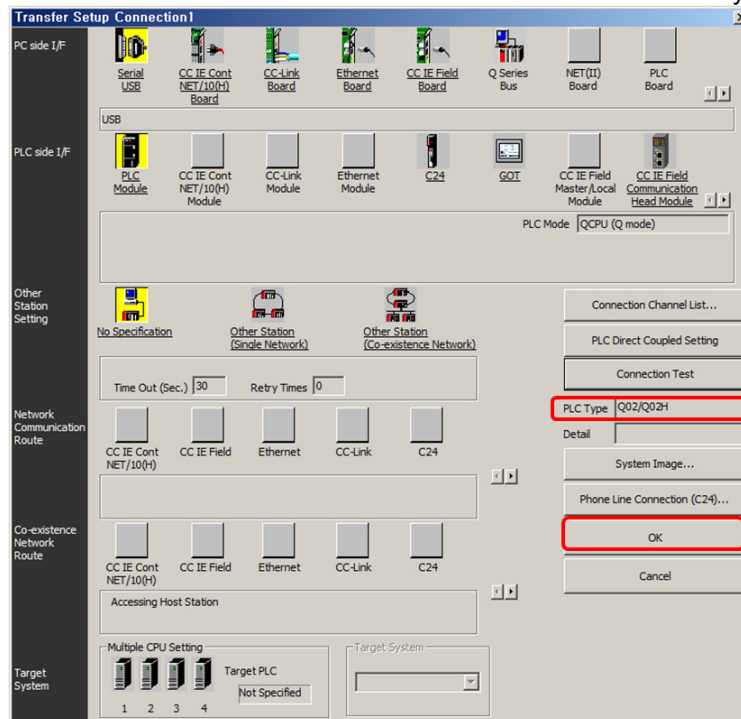 Transfer Setup Connection1
PC side I/F
Serial
USB
CC IE Cont
NET/10(H)
Board
CC-Link
Board
Ethernet
Board
CC IE Field
Board
Q Series
Bus
NET(II)
Board
PLC
Board
USB
PLC side I/F
PLC
Module
CC IE Cont
NET/10(H)
Module
CC-Link
Module
Ethernet
Module
C24
GOT
CC IE Field
Master/Local
Module
CC IE Field
Communication
Head Module
PLC Mode QCPU (Q mode)
Other
Station
Setting
No Specification
Other Station
(Single Network)
Other Station
(Co-existence Network)
Time Out (Sec.) 30 Retry Times 0
Connection Channel List...
PLC Direct Coupled Setting
Connection Test
PLC Type Q02/Q02H
Detail
System Image...
Phone Line Connection (C24)...
OK
Cancel
Network
Communication
Route
CC IE Cont
NET/10(H)
CC IE Field
Ethernet
CC-Link
C24
Co-existence
Network
Route
CC IE Cont
NET/10(H)
CC IE Field
Ethernet
CC-Link
C24
Accessing Host Station
Target
System
Multiple CPU Setting
1 2 3 4
Target PLC
Not Specified
Target System